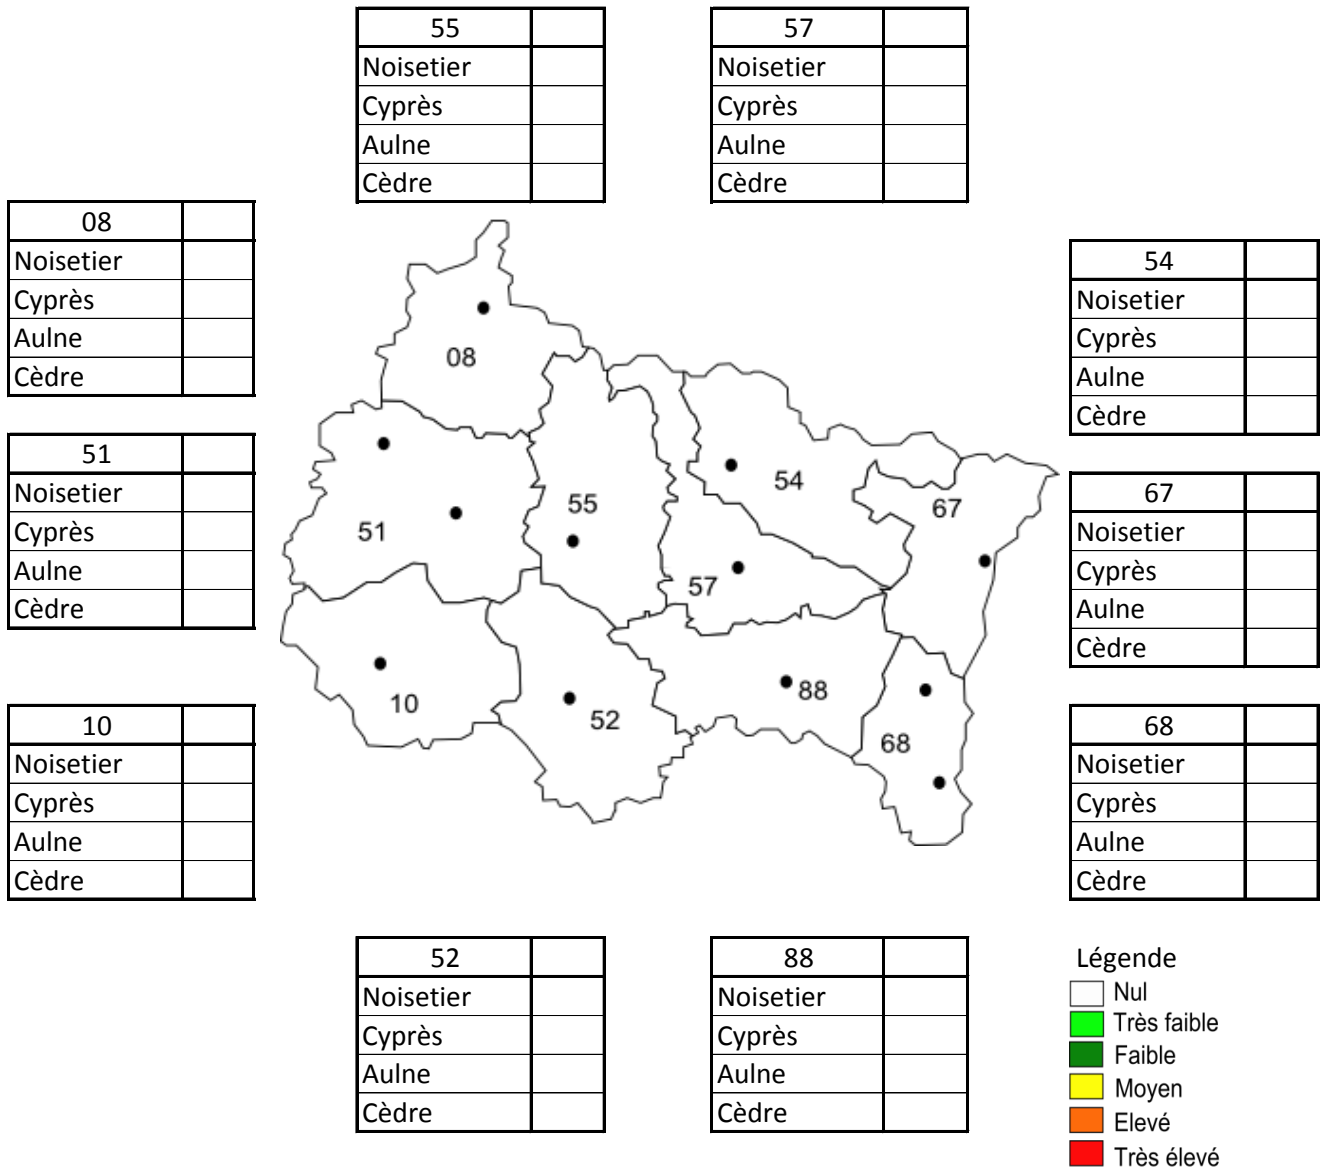 55
Noisetier
Cyprès
Aulne
Cèdre
57
Noisetier
Cyprès
Aulne
Cèdre
08
Noisetier
Cyprès
Aulne
Cèdre
54
Noisetier
Cyprès
Aulne
Cèdre
51
Noisetier
Cyprès
Aulne
Cèdre
67
Noisetier
Cyprès
Aulne
Cèdre
08
54
55
67
51
57
88
10
52
68
10
Noisetier
Cyprès
Aulne
Cèdre
68
Noisetier
Cyprès
Aulne
Cèdre
52
Noisetier
Cyprès
Aulne
Cèdre
88
Noisetier
Cyprès
Aulne
Cèdre
Légende
Nul
Très faible
Faible
Moyen
Elevé
Très élevé